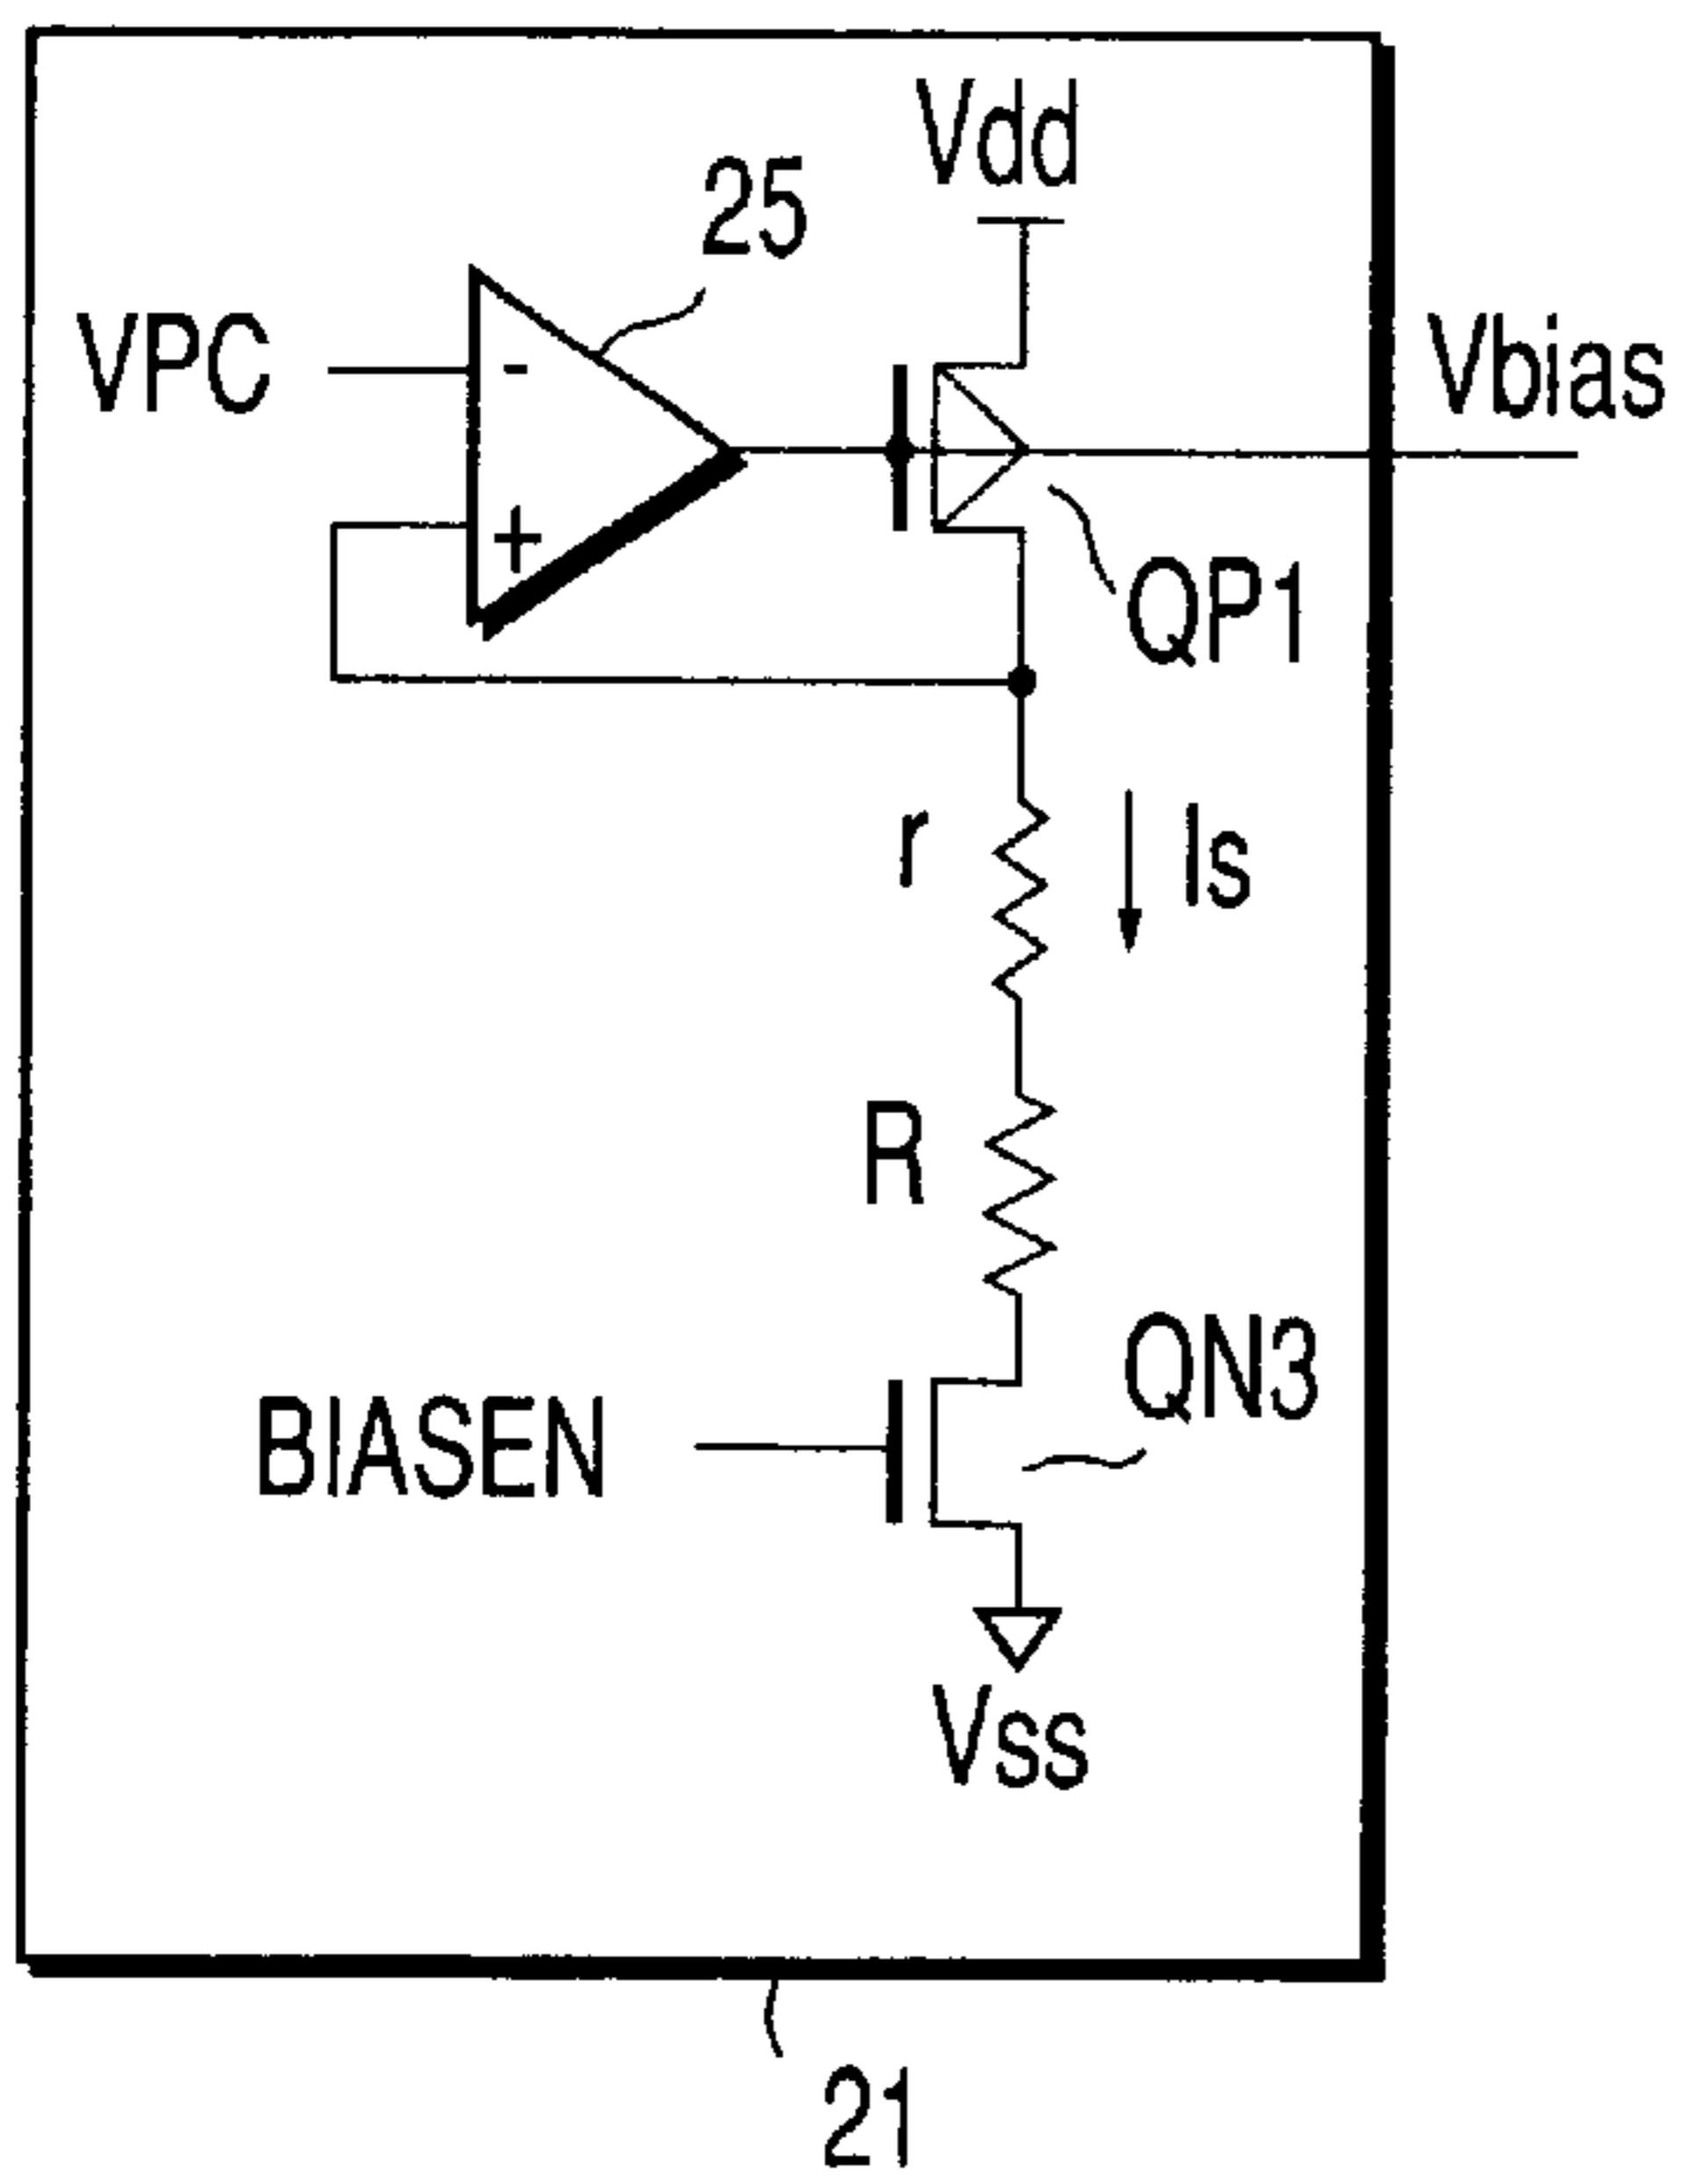 Vdd
25
VPC
-
Vbias
+
QP1
r
Is
R
QN3
BIASEN
Vss
21